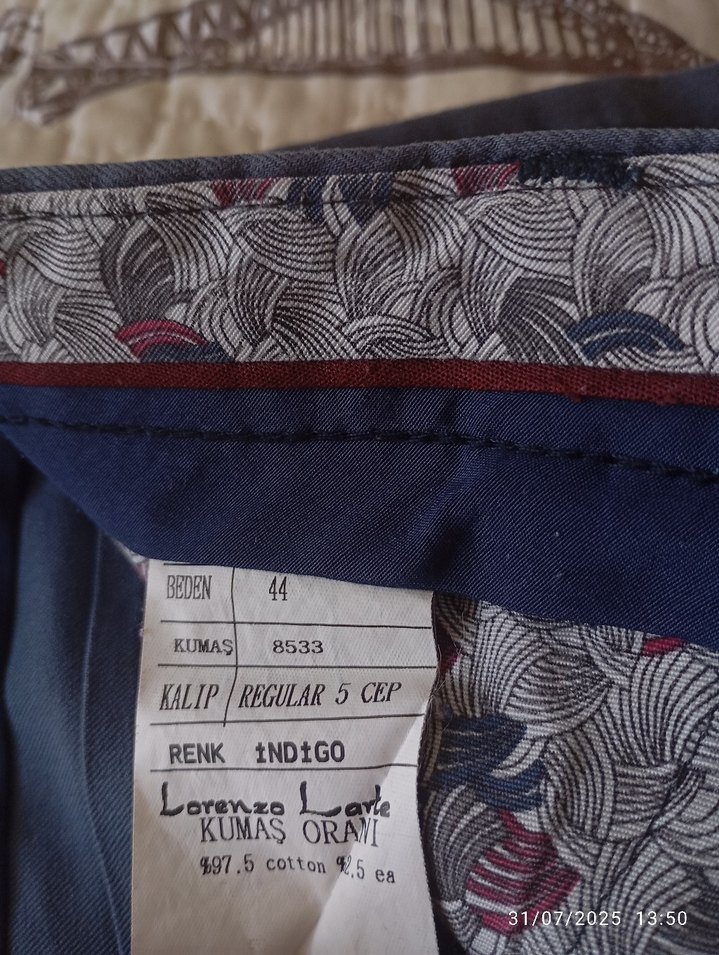 BEDEN 44
KUMAŞ 8533
KALIP REGULAR 5 CEP
RENK İNDİGO
Lorenzo Larte
KUMAŞ ORANI
%97.5 cotton %2.5 ea
31/07/2025 13:50